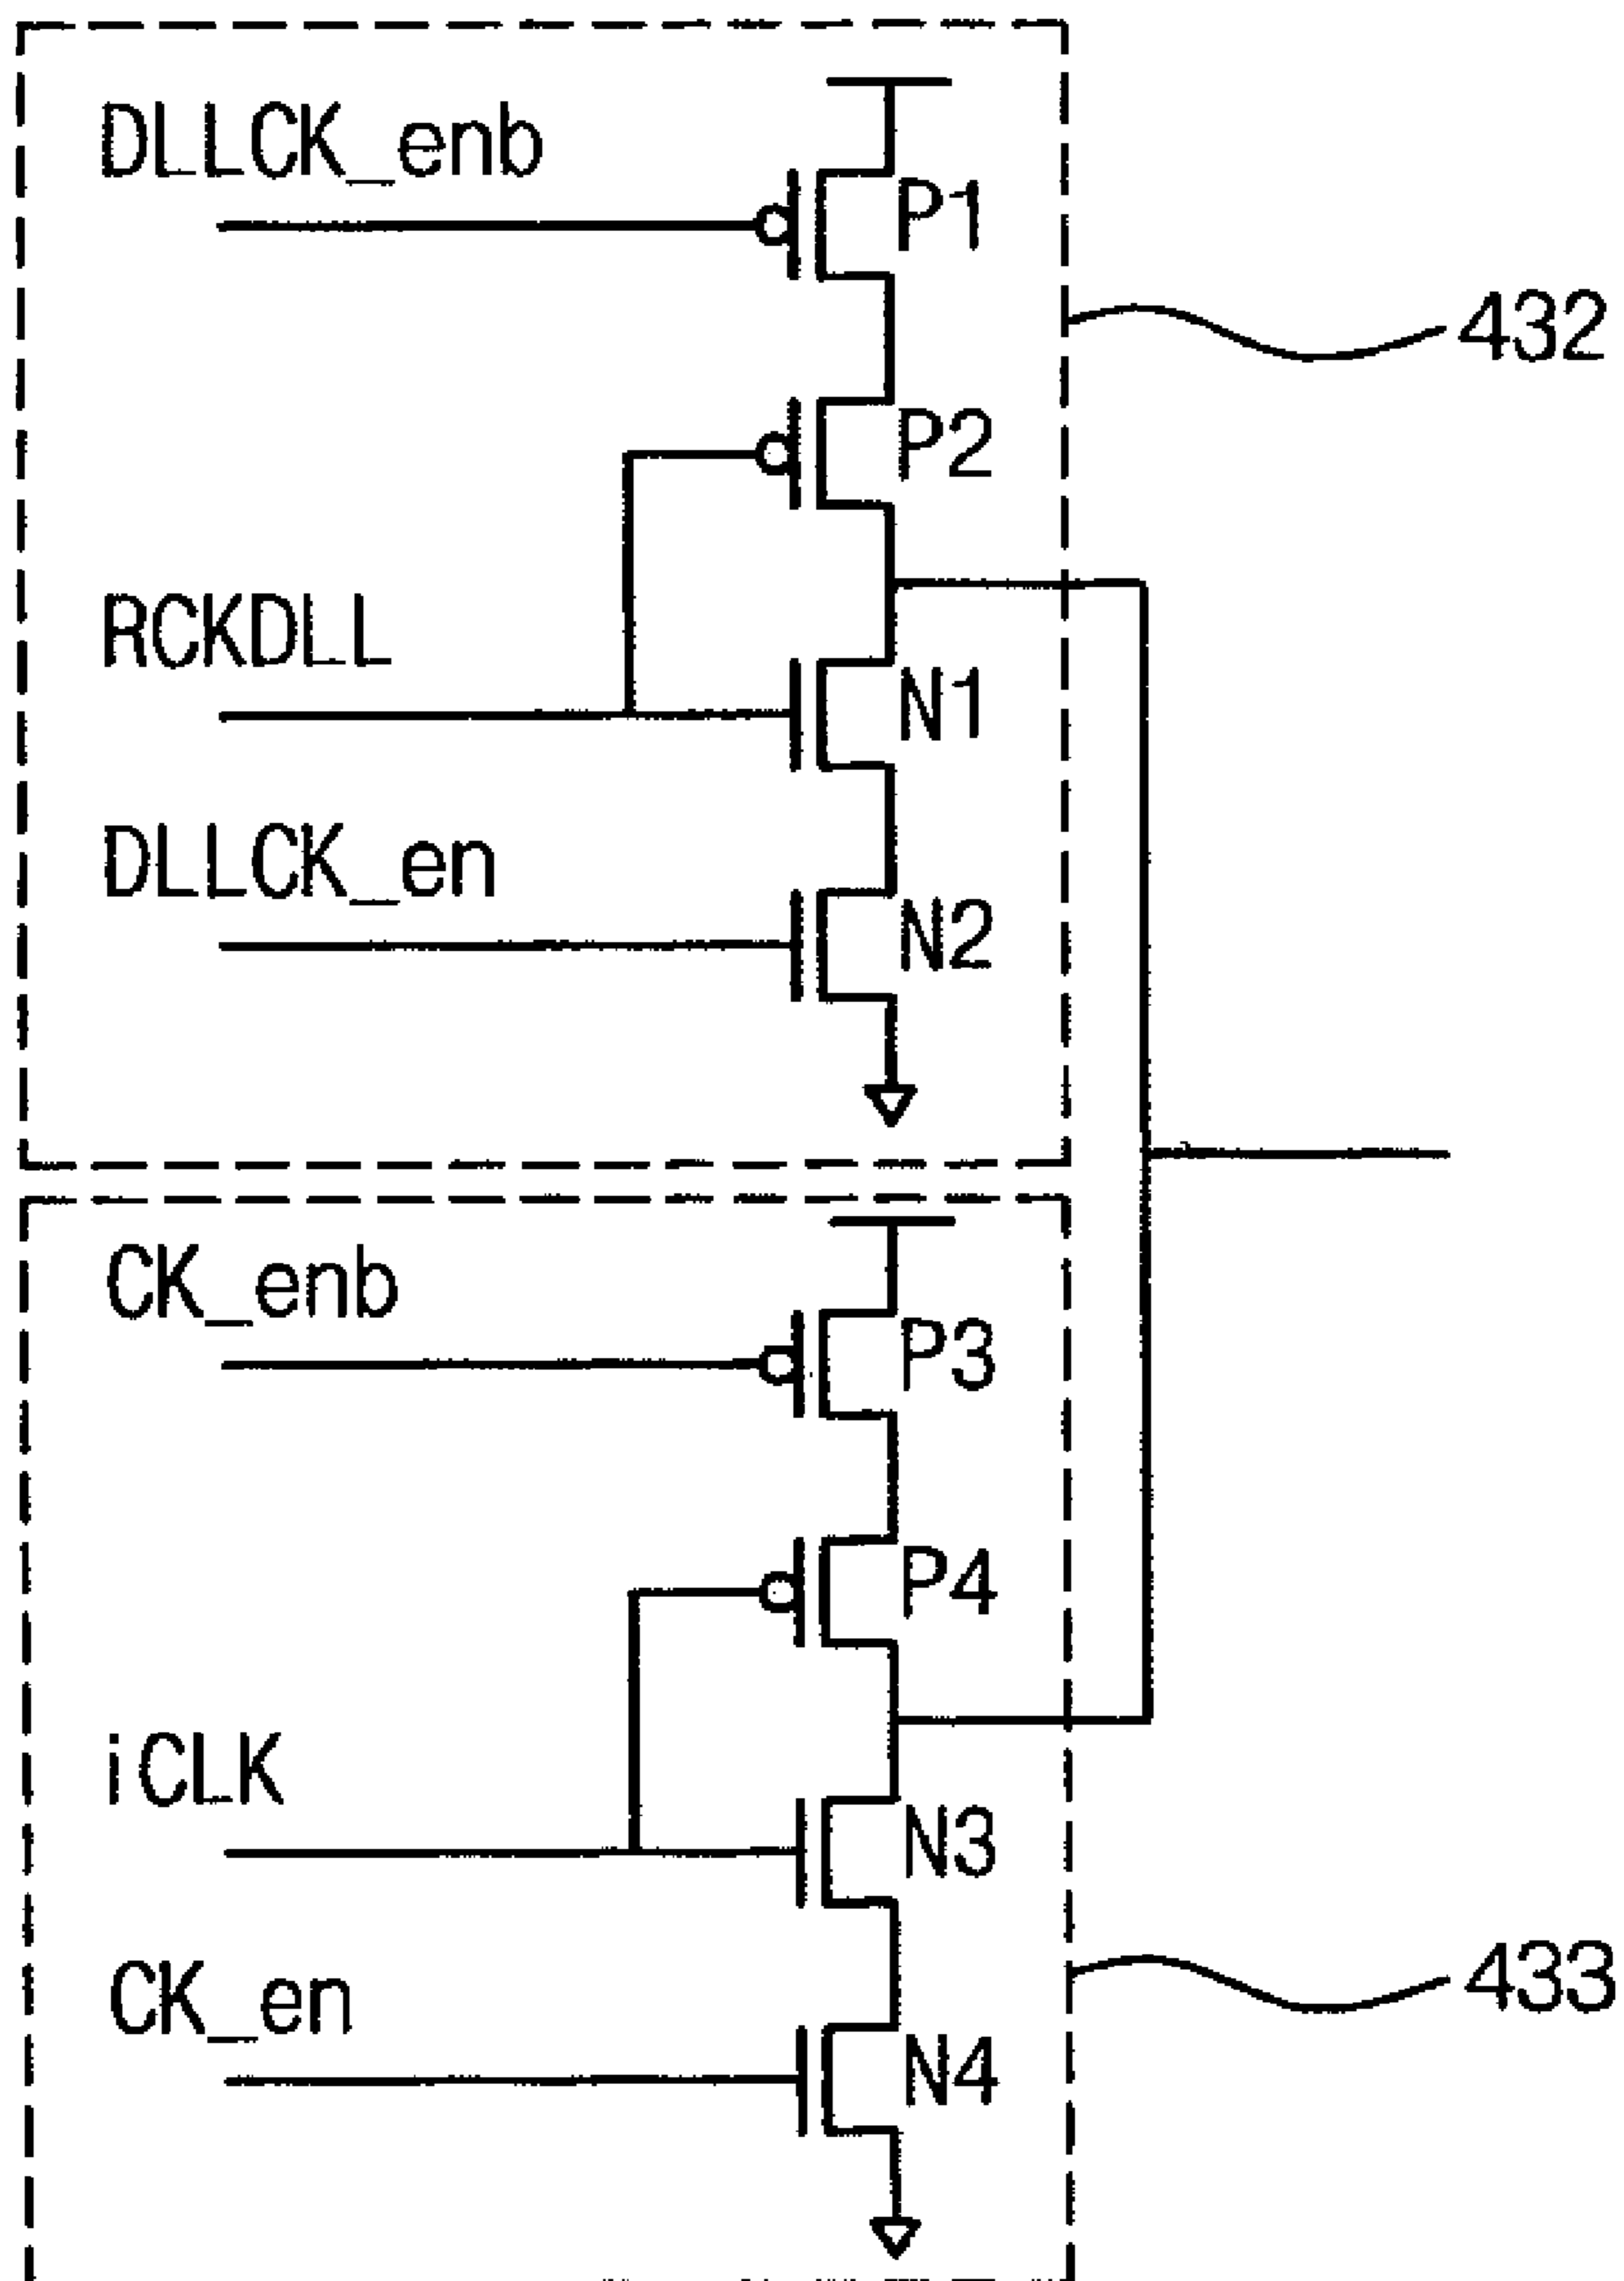 DLLCK_enb
P1
432
P2
RCKDLL
N1
DLLCK_en
N2
CK_enb
P3
P4
iCLK
N3
433
CK_en
N4